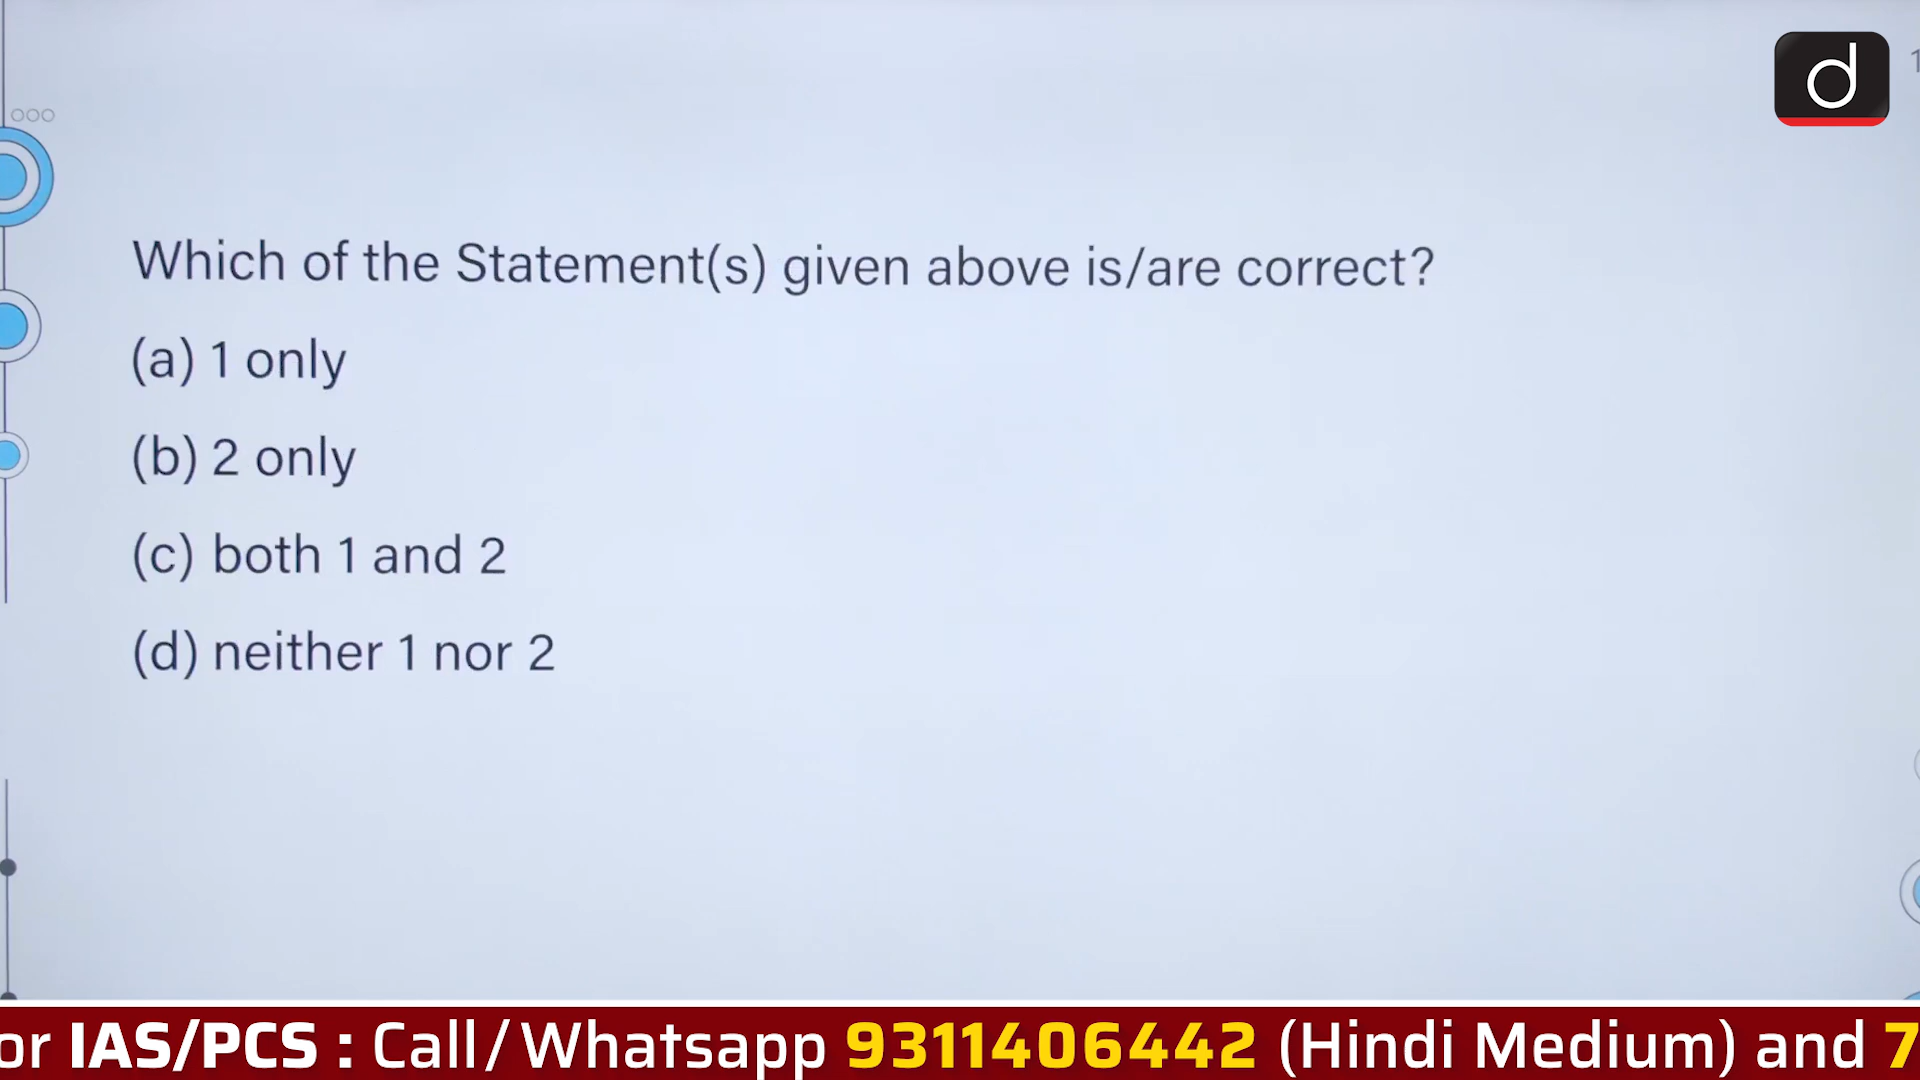 d
1
Which of the Statement(s) given above is/are correct?
(a) 1 only
(b) 2 only
(c) both 1 and 2
(d) neither 1 nor 2
or IAS/PCS : Call/Whatsapp 9311406442 (Hindi Medium) and 7